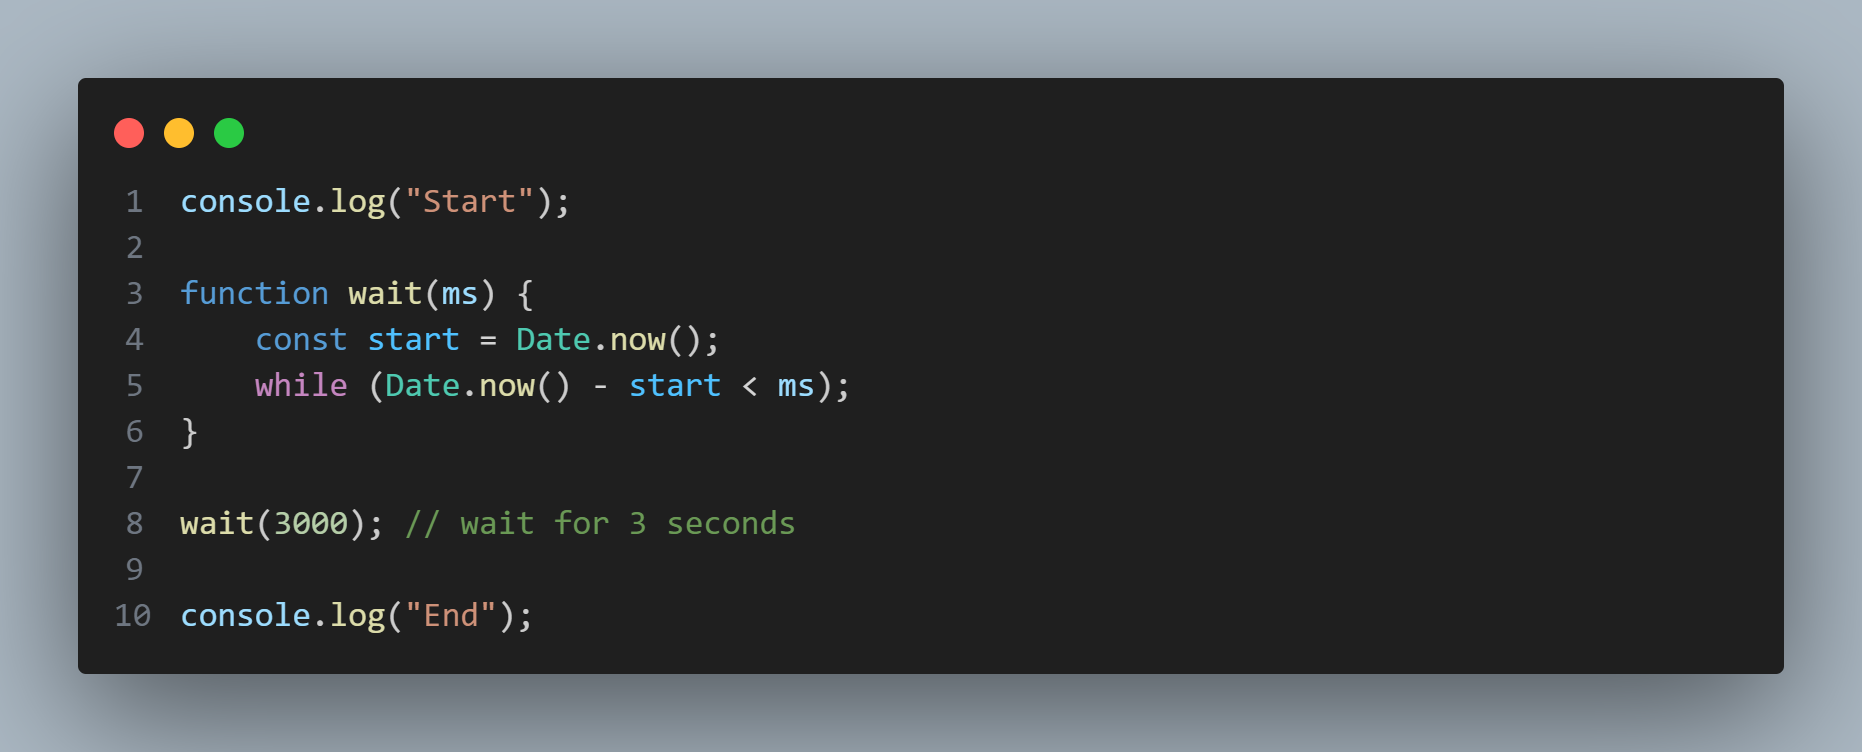 1 console.log("Start");
2
3 function wait(ms) {
4     const start = Date.now();
5     while (Date.now() - start < ms);
6 }
7
8 wait(3000); // wait for 3 seconds
9
10 console.log("End");